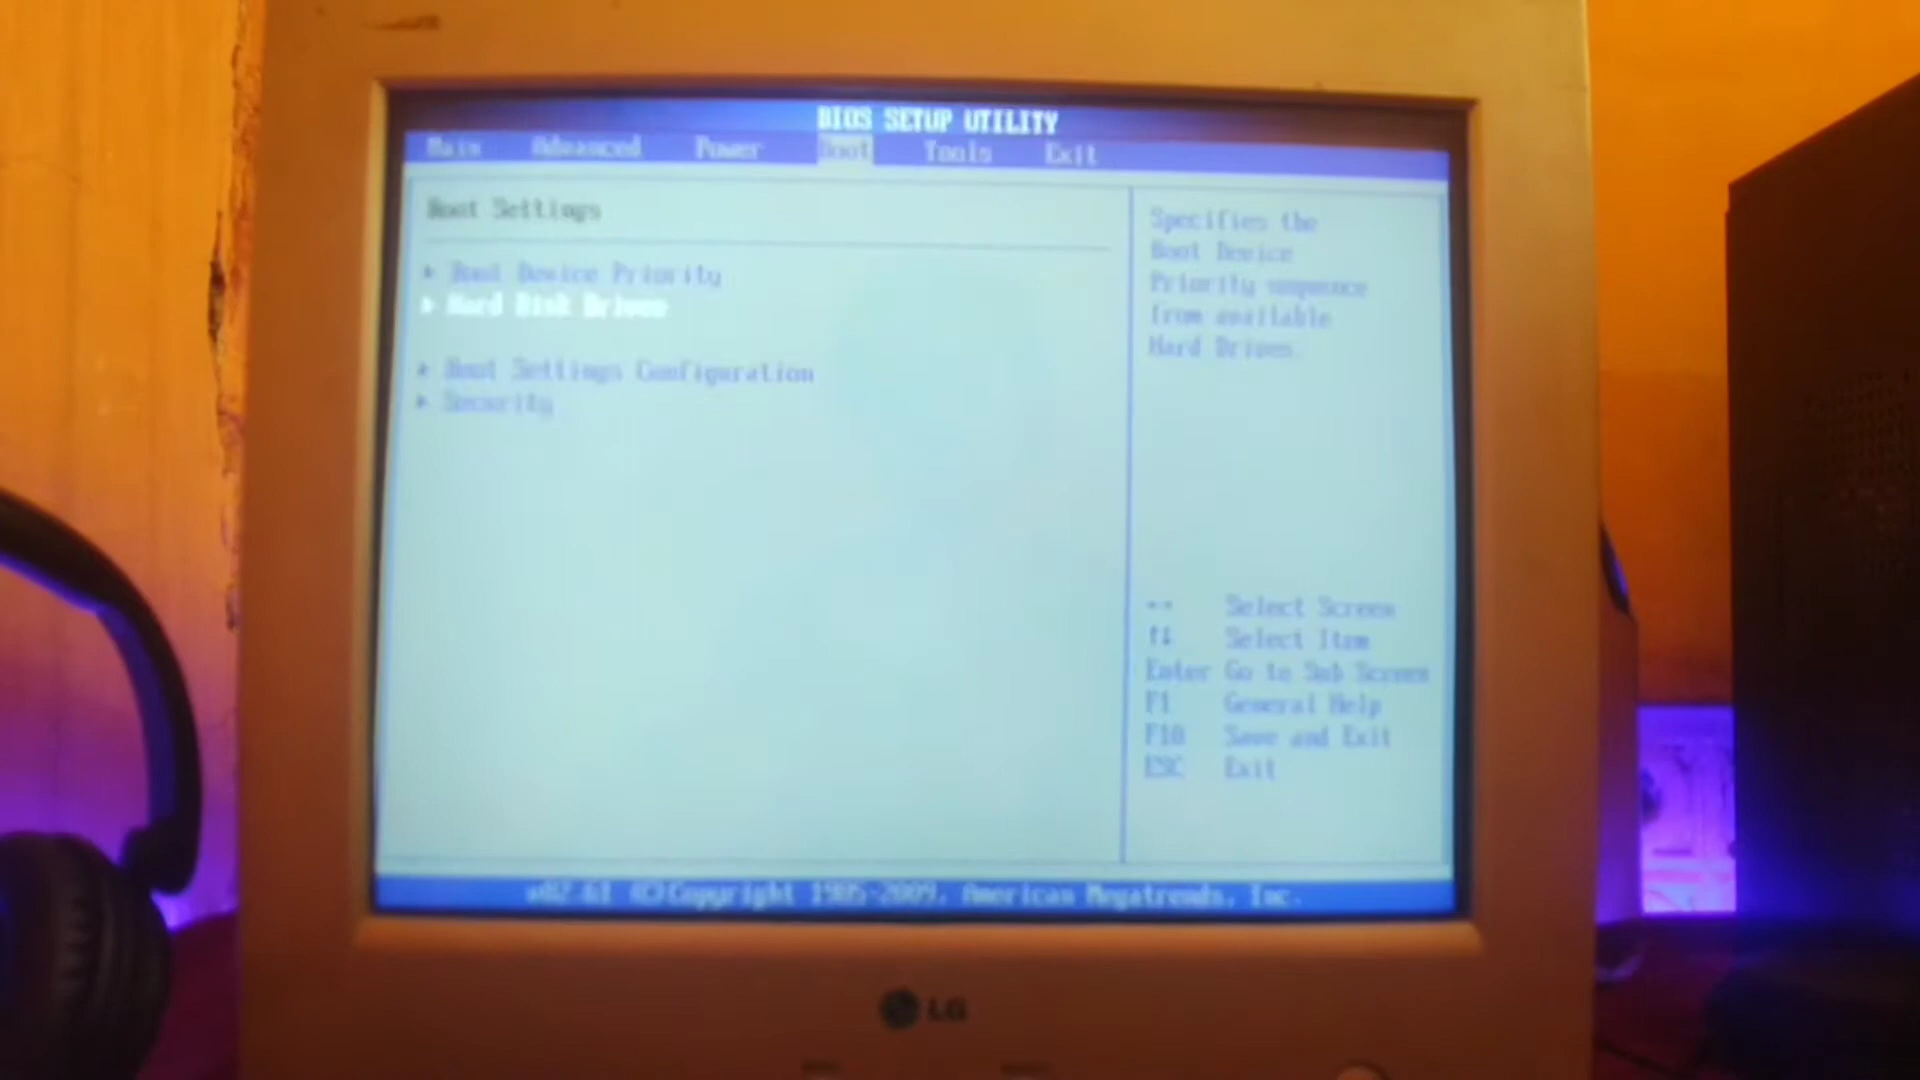 BIOS SETUP UTILITY
Main Advanced Power Boot Tools Exit
Boot Settings
Boot Device Priority
Hard Disk Drives
Boot Settings Configuration
Security
Specifies the
Boot Device
Priority sequence
from available
Hard Drives.
←→ Select Screen
↑↓ Select Item
Enter Go to Sub Screen
F1 General Help
F10 Save and Exit
ESC Exit
v02.61 (C)Copyright 1985-2009, American Megatrends, Inc.
LG